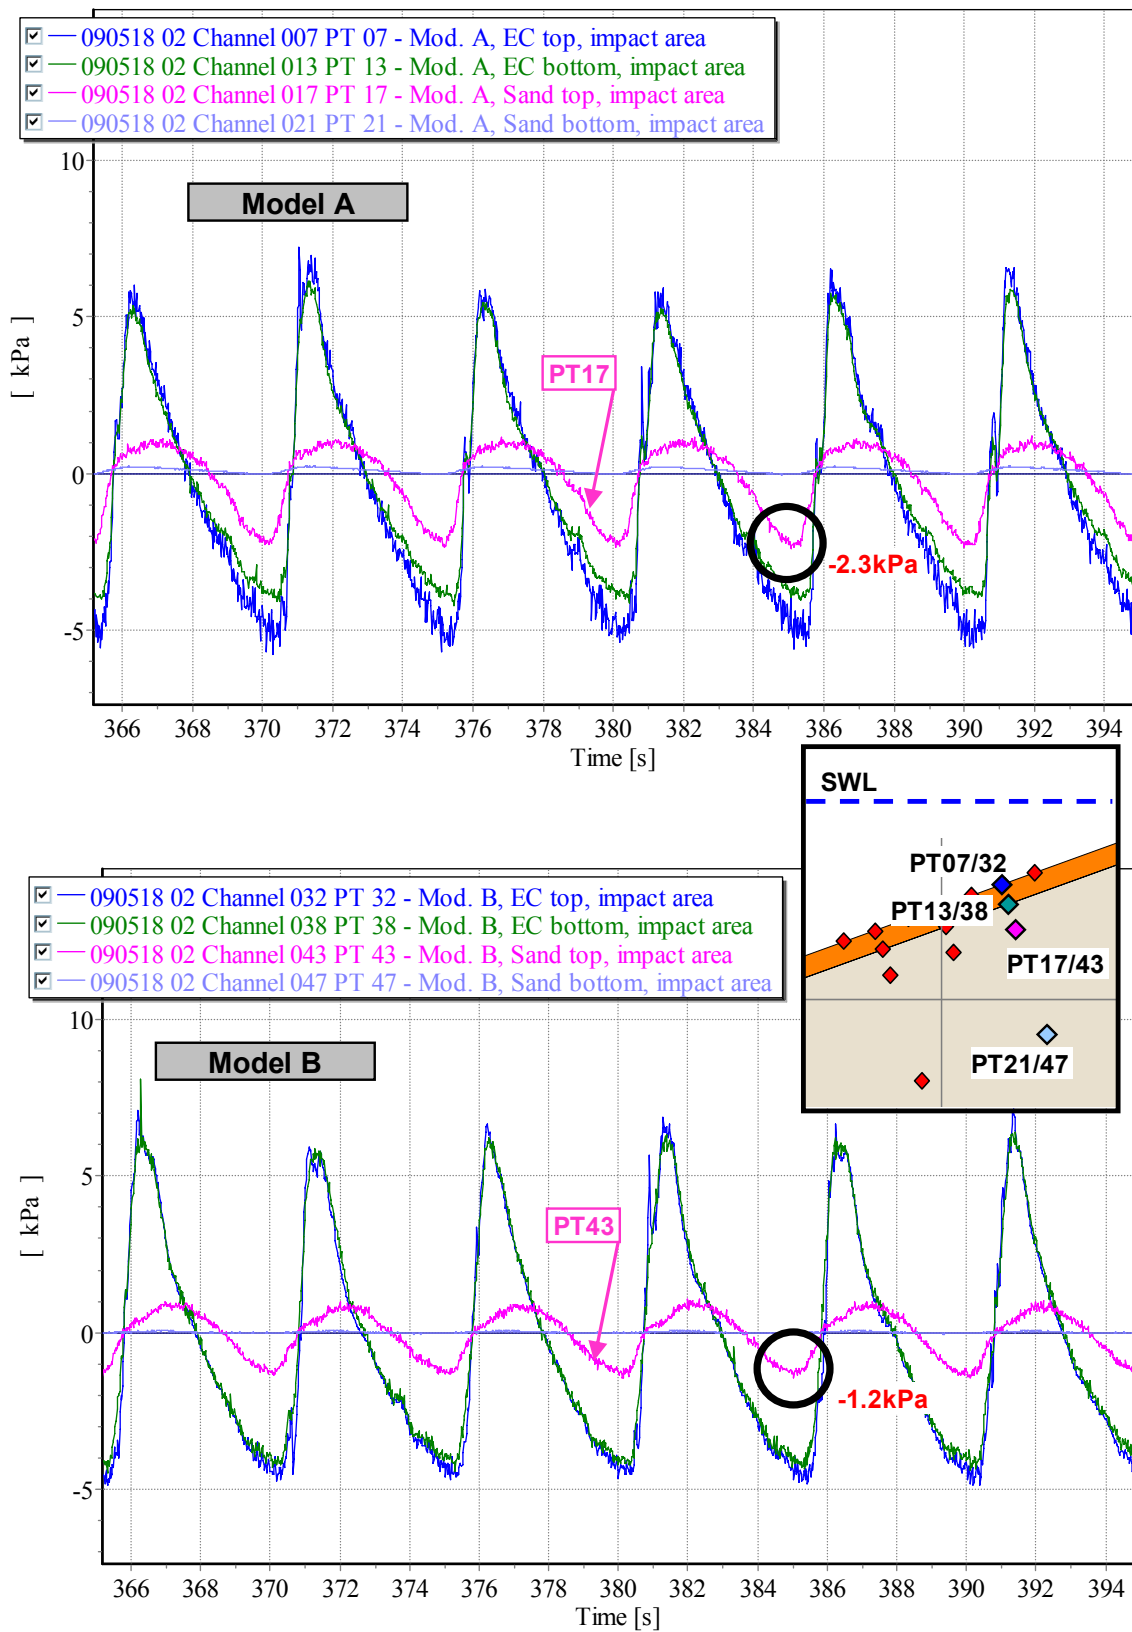 090518 02 Channel 007 PT 07 - Mod. A, EC top, impact area
090518 02 Channel 013 PT 13 - Mod. A, EC bottom, impact area
090518 02 Channel 017 PT 17 - Mod. A, Sand top, impact area
090518 02 Channel 021 PT 21 - Mod. A, Sand bottom, impact area
10
Model A
5
[ kPa ]
PT17
0
-2.3kPa
-5
366 368 370 372 374 376 378 380 382 384 386 388 390 392 394
Time [s]
SWL
PT07/32
PT13/38
PT17/43
PT21/47
090518 02 Channel 032 PT 32 - Mod. B, EC top, impact area
090518 02 Channel 038 PT 38 - Mod. B, EC bottom, impact area
090518 02 Channel 043 PT 43 - Mod. B, Sand top, impact area
090518 02 Channel 047 PT 47 - Mod. B, Sand bottom, impact area
10
Model B
5
[ kPa ]
PT43
0
-1.2kPa
-5
366 368 370 372 374 376 378 380 382 384 386 388 390 392 394
Time [s]